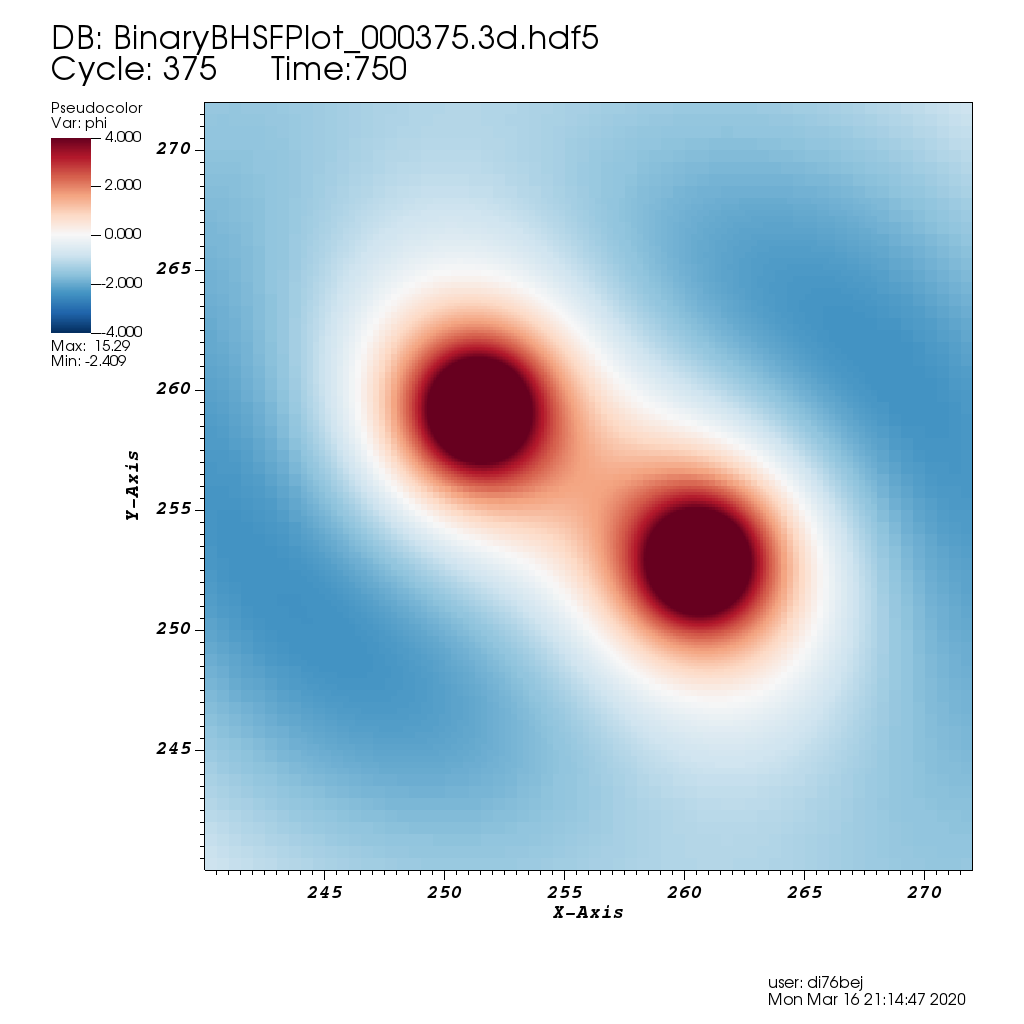 DB: BinaryBHSFPlot_000375.3d.hdf5
Cycle: 375 Time:750
Pseudocolor
Var: phi
4.000
2.000
0.000
-2.000
-4.000
Max: 15.29
Min: -2.409
270
265
260
255
250
245
Y-Axis
245 250 255 260 265 270
X-Axis
user: di76bej
Mon Mar 16 21:14:47 2020